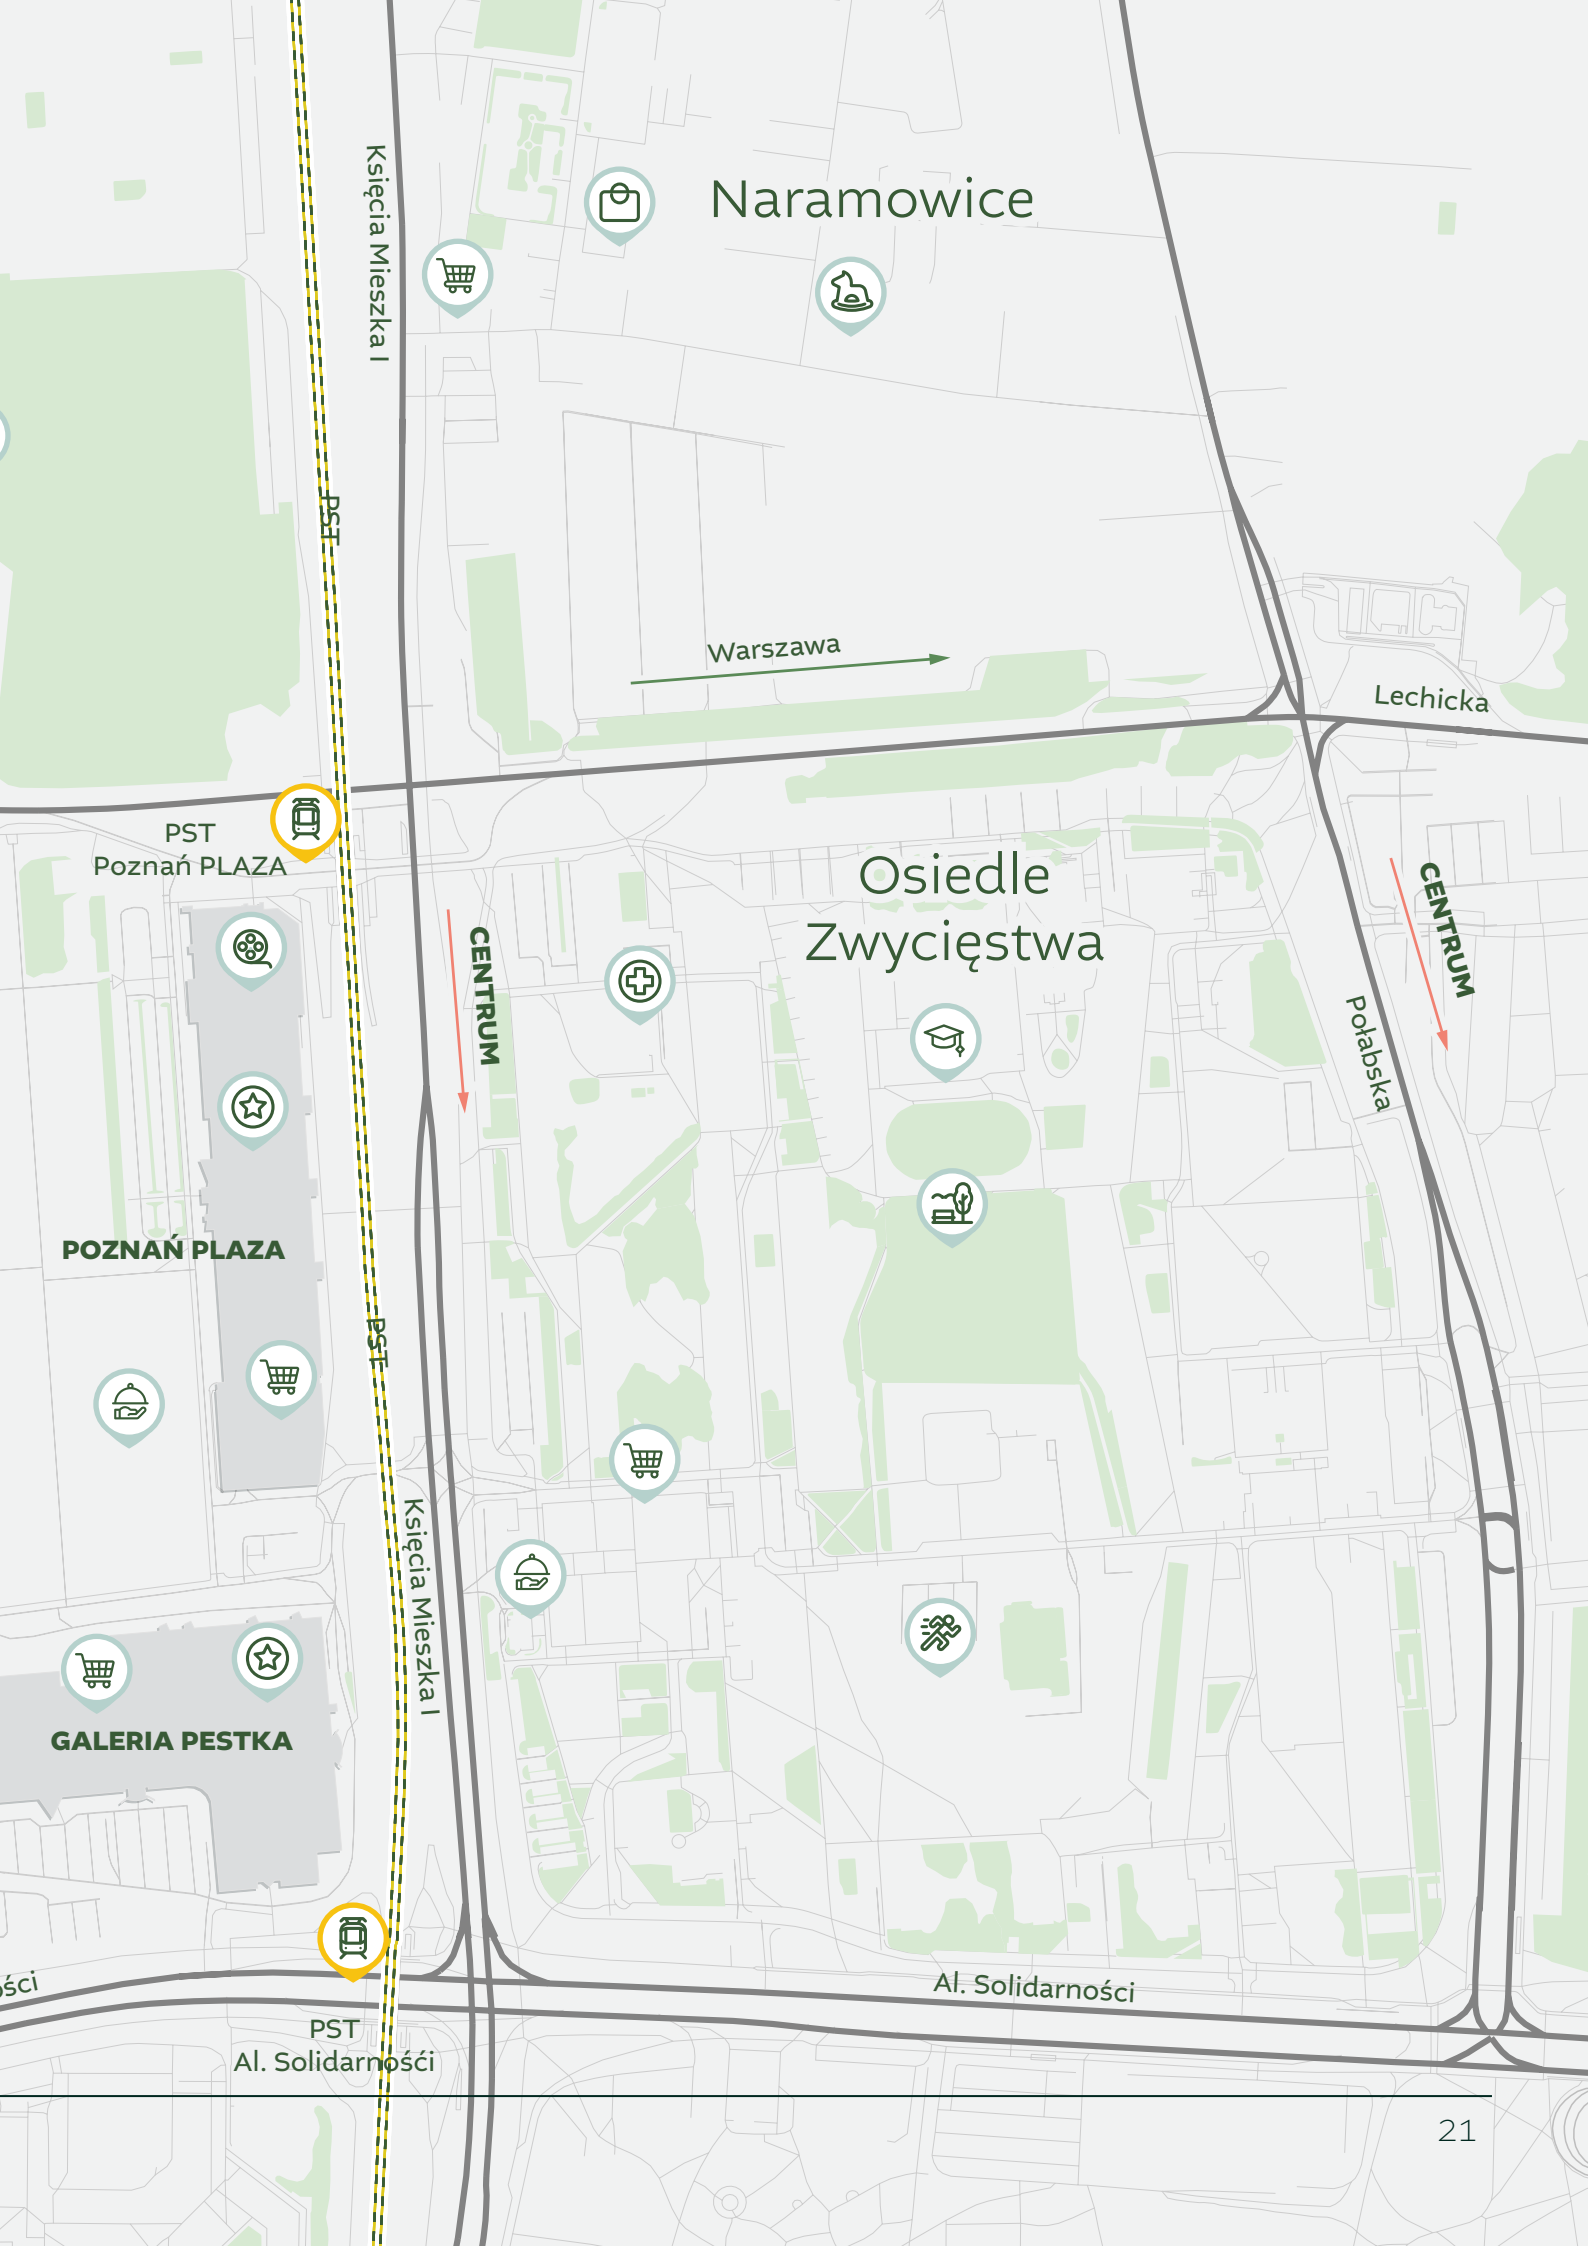 Księcia Mieszka I
Naramowice
PST
Warszawa
Lechicka
PST
Poznań PLAZA
Osiedle
Zwycięstwa
CENTRUM
CENTRUM
Połabska
POZNAŃ PLAZA
PST
Księcia Mieszka I
GALERIA PESTKA
ości
Al. Solidarności
PST
Al. Solidarnośći
21